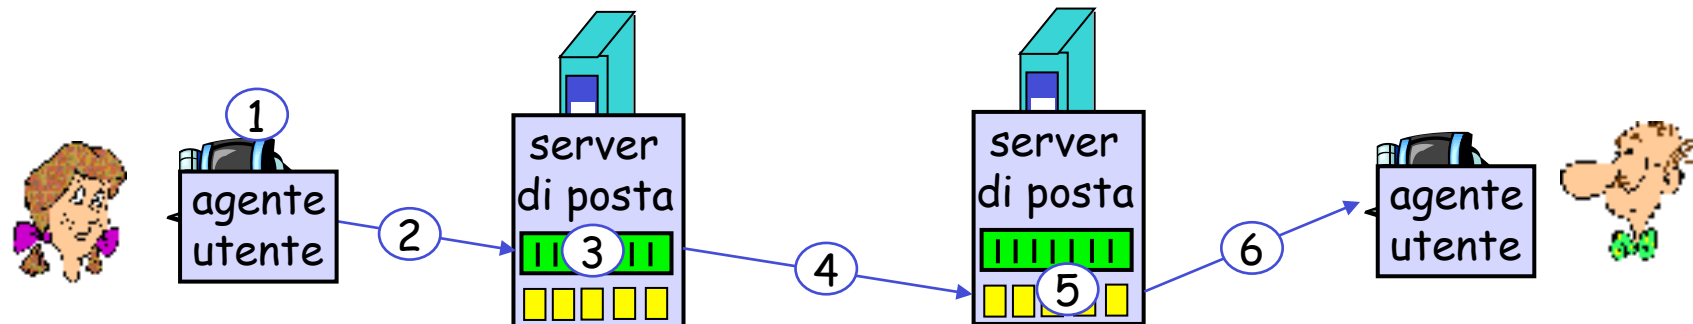 1
agente
utente
2
server
di posta
3
4
server
di posta
5
6
agente
utente